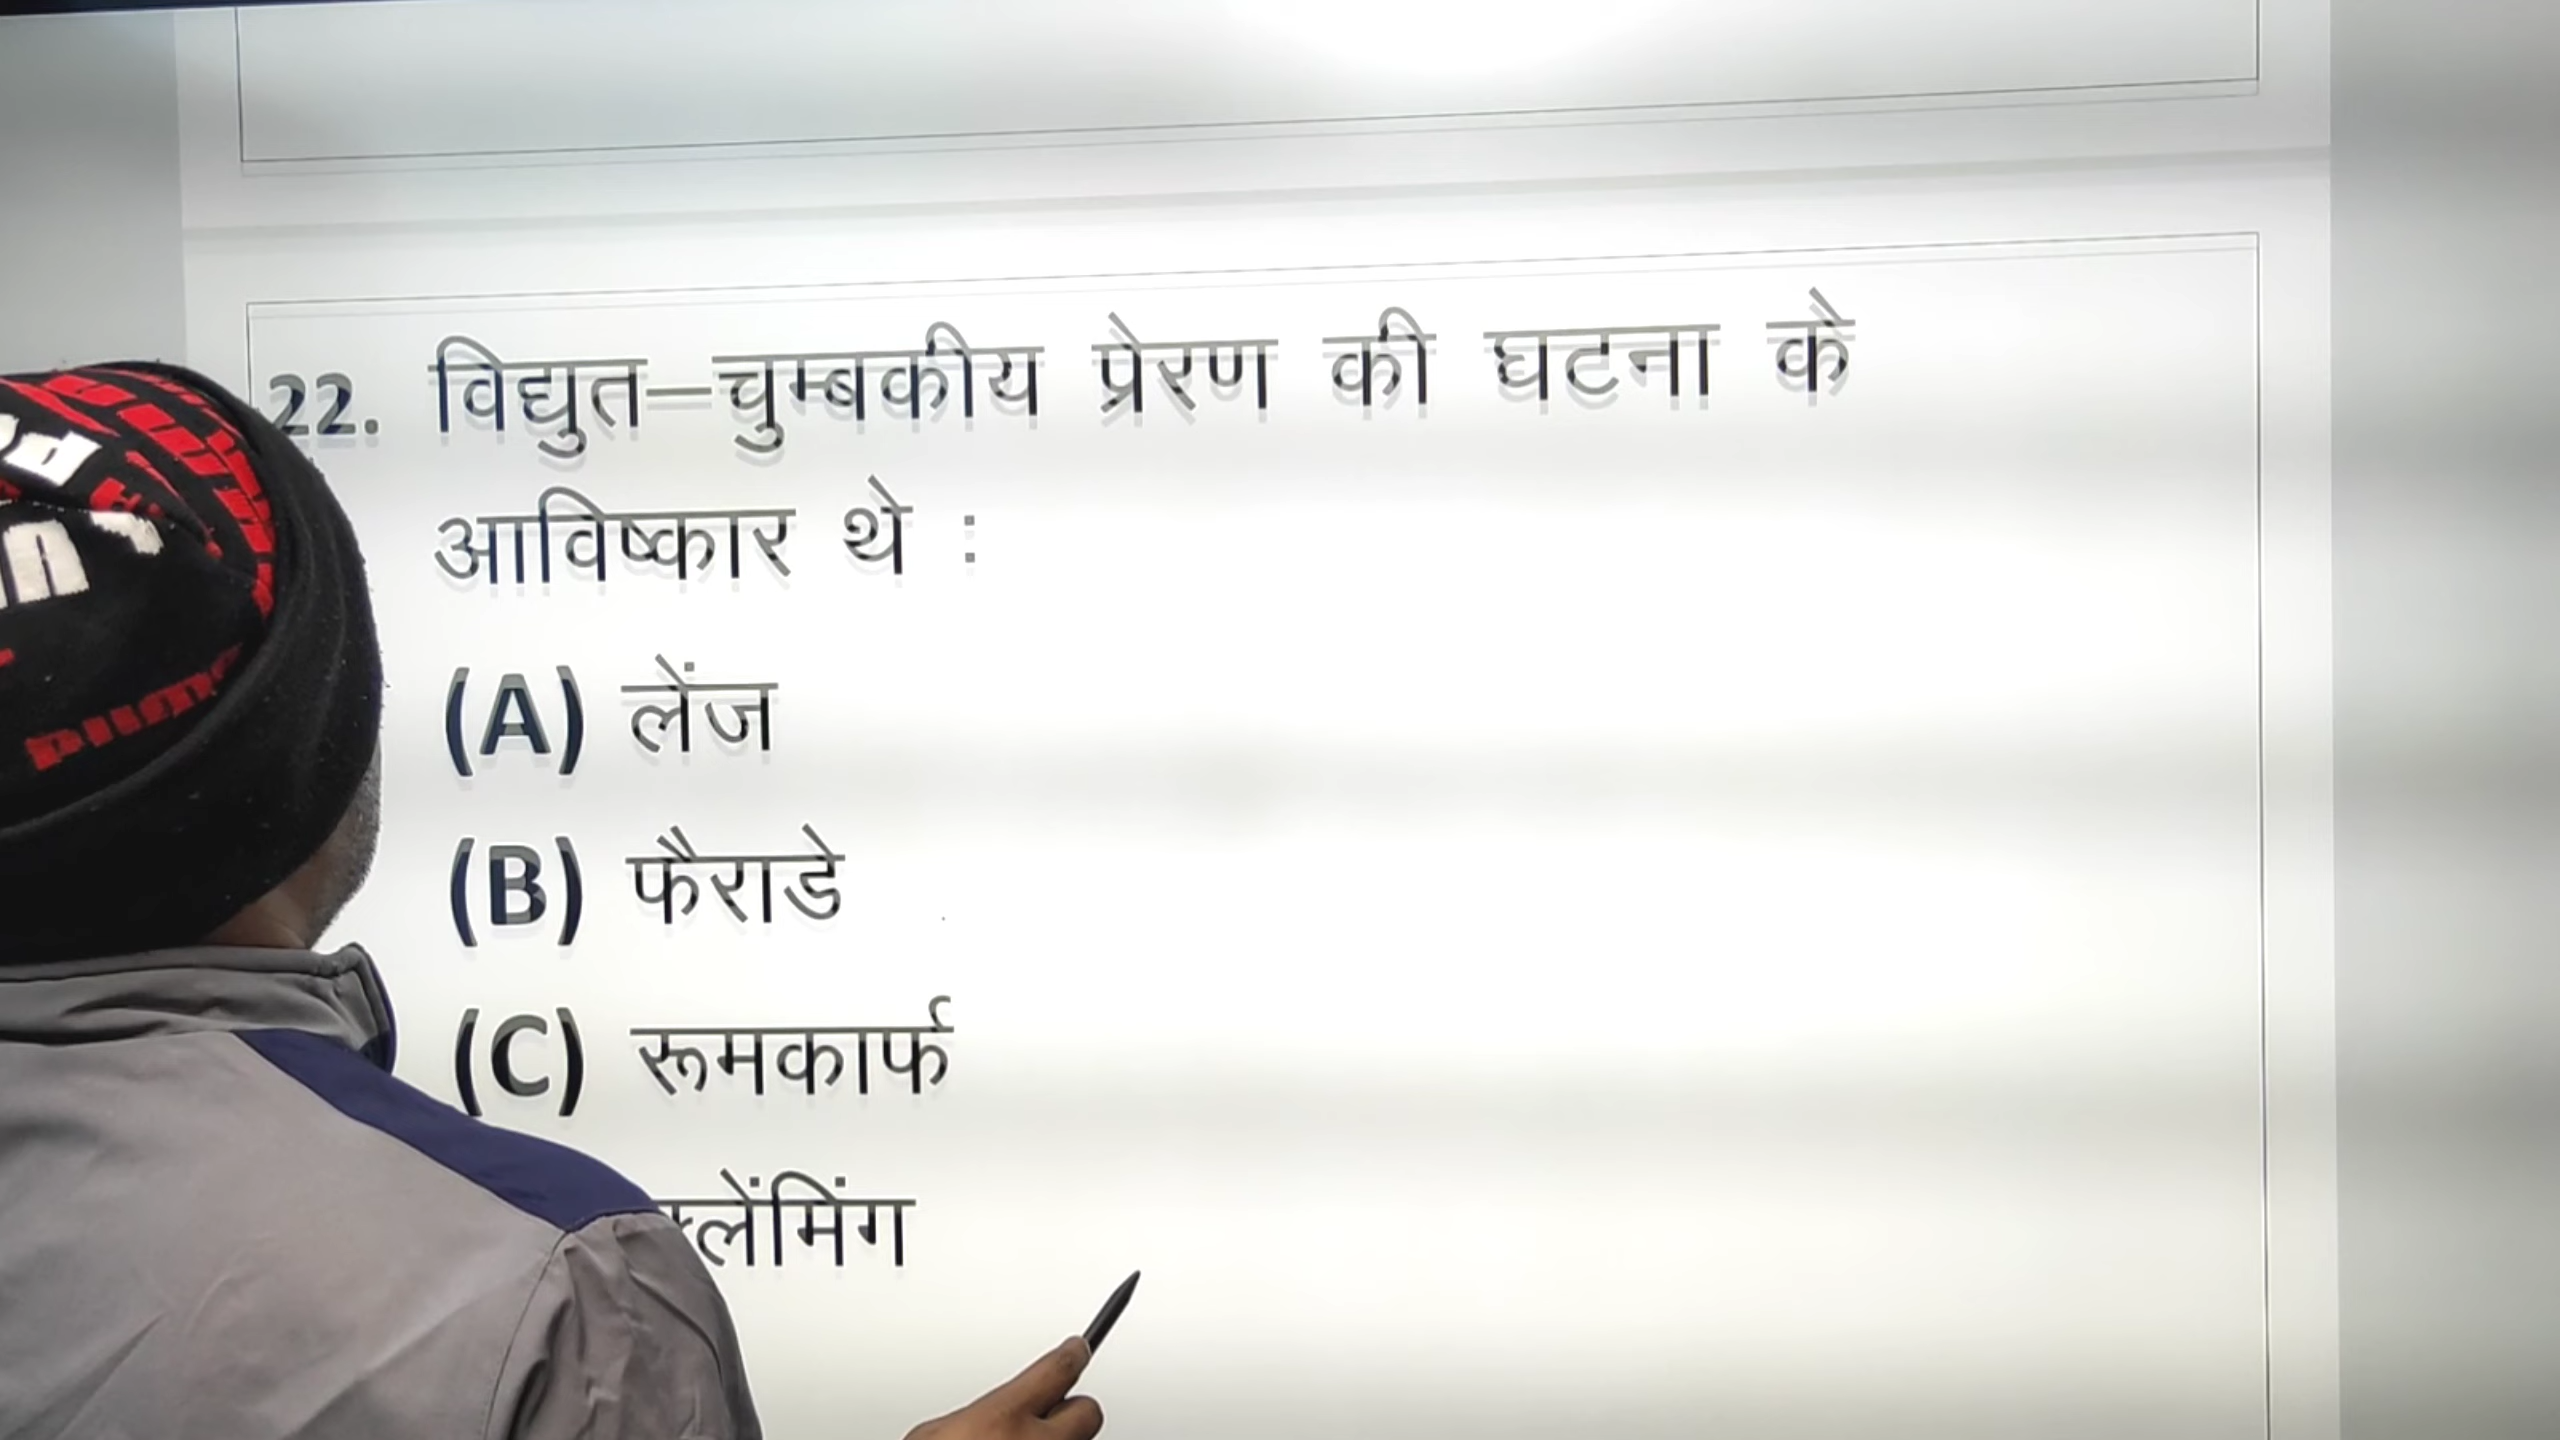 22. विद्युत–चुम्बकीय प्रेरण की घटना के
आविष्कार थे :
(A) लेंज
(B) फैराडे
(C) रूमकार्फ